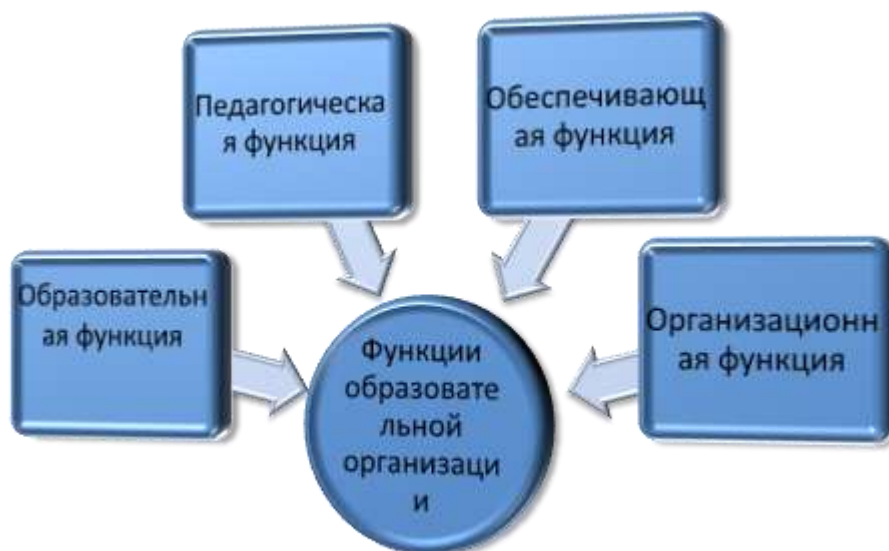 Педагогическа
я функция
Обеспечивающ
ая функция
Образовательн
ая функция
Организационн
ая функция
Функции
образовате
льной
организаци
и